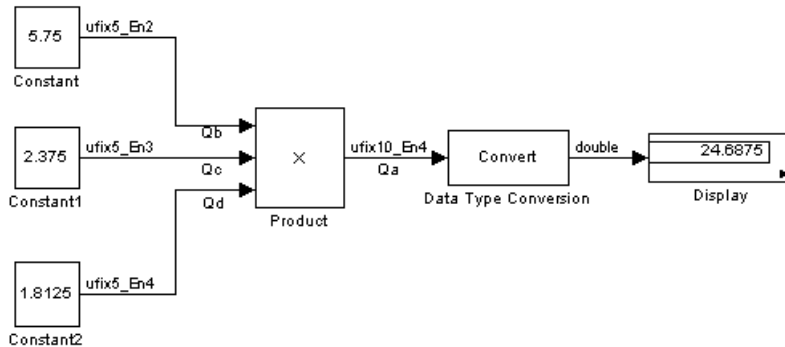 5.75
ufix5_En2
Constant
Qb
2.375
ufix5_En3
Constant1
Qc
×
Product
ufix10_En4
Qa
Convert
Data Type Conversion
double
24.6875
Display
Qd
1.8125
ufix5_En4
Constant2